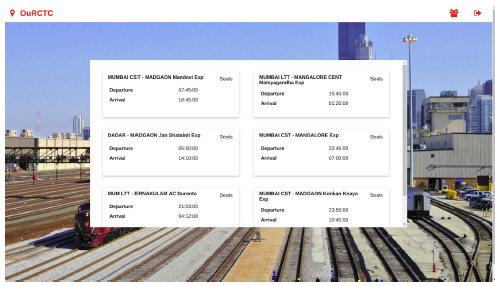 OuRCTC
MUMBAI CST - MADGAON Mandovi Exp
Seats
Departure 07:45:00
Arrival 18:45:00
MUMBAI LTT - MANGALORE CENT
Matsyagandha Exp
Seats
Departure 15:45:00
Arrival 01:25:00
DADAR - MADGAON Jan Shatabdi Exp
Seats
Departure 05:50:00
Arrival 14:10:00
MUMBAI CST - MANGALORE Exp
Seats
Departure 22:45:00
Arrival 07:00:00
MUM LTT - ERNAKULAM AC Duronto
Seats
Departure 21:03:00
Arrival 04:12:00
MUMBAI CST - MADGAON Konkan Knaya
Exp
Seats
Departure 23:50:00
Arrival 10:45:00